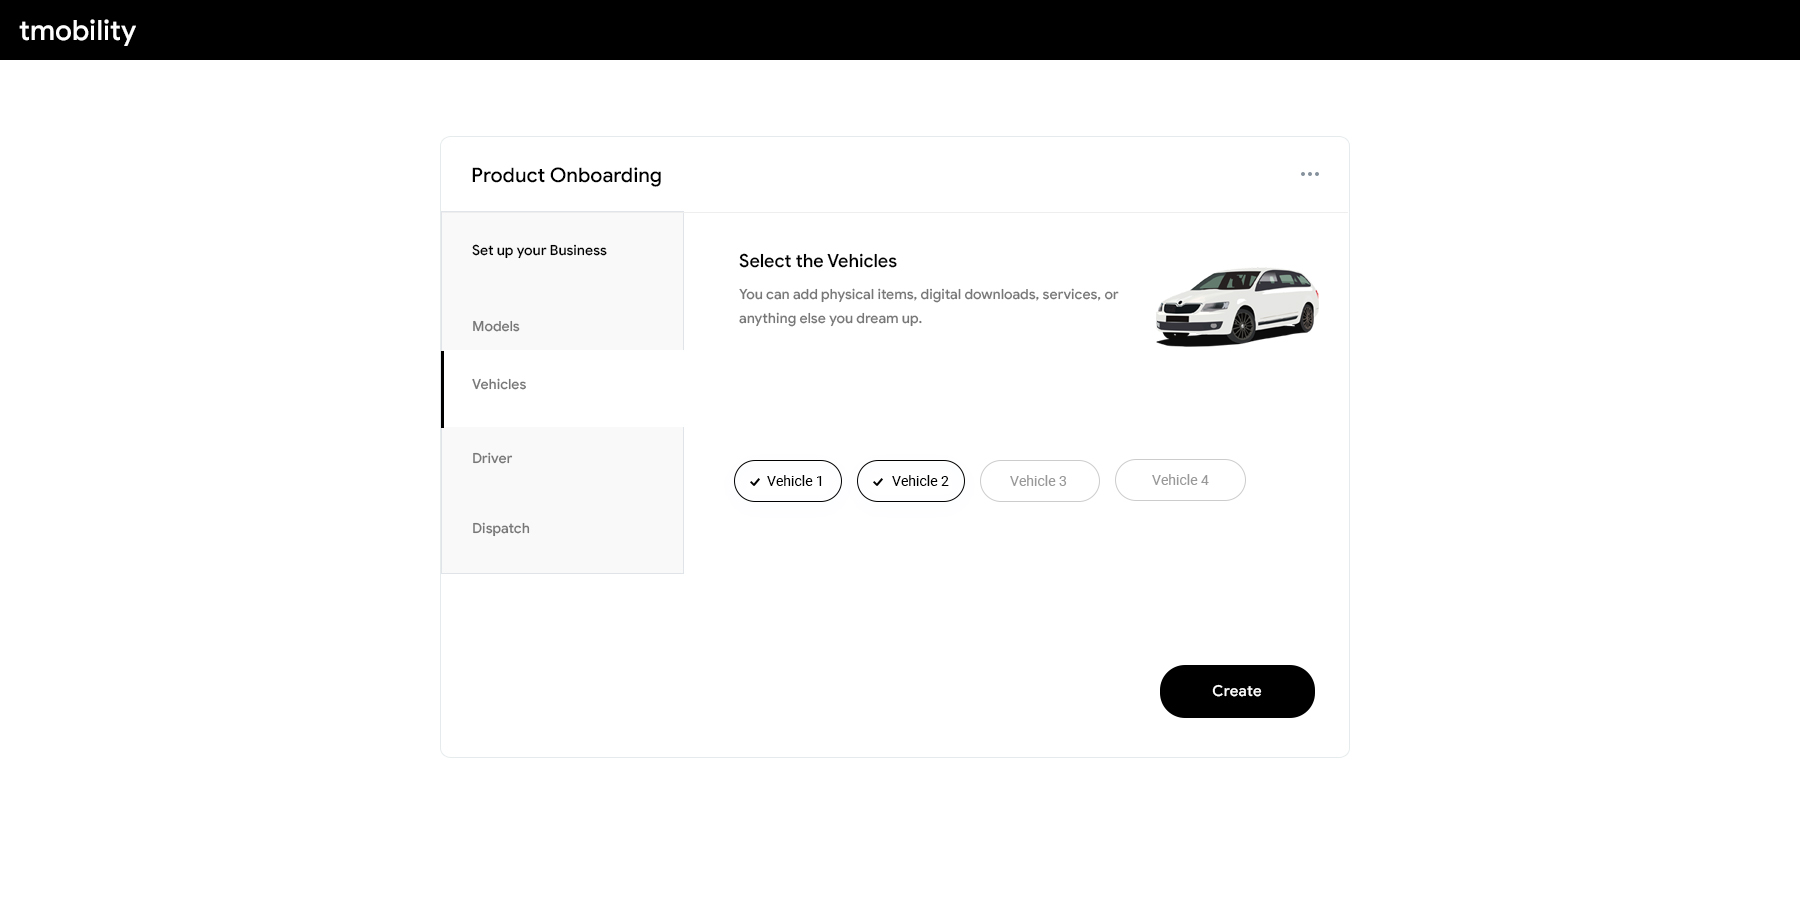 tmobility
Product Onboarding
Set up your Business
Models
Vehicles
Driver
Dispatch
Select the Vehicles
You can add physical items, digital downloads, services, or
anything else you dream up.
Vehicle 1
Vehicle 2
Vehicle 3
Vehicle 4
Create